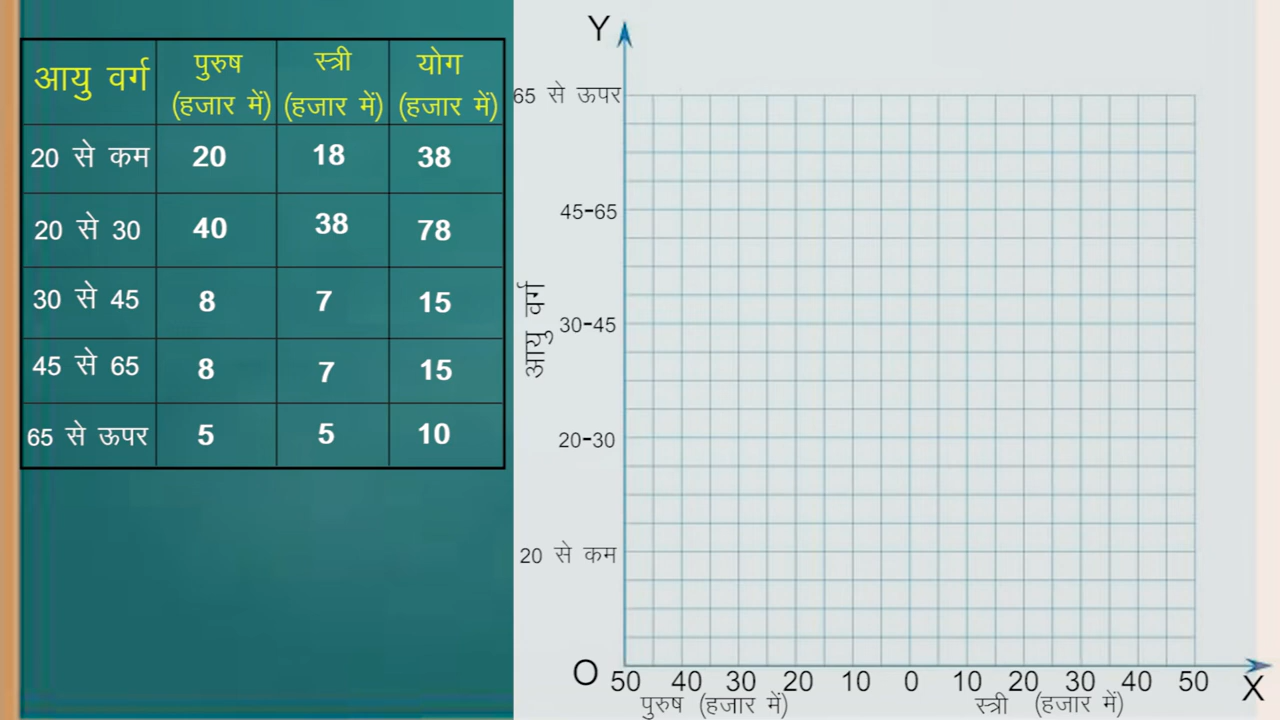 आयु वर्ग पुरुष (हजार में) स्त्री (हजार में) योग (हजार में)
20 से कम 20 18 38
20 से 30 40 38 78
30 से 45 8 7 15
45 से 65 8 7 15
65 से ऊपर 5 5 10
Y
65 से ऊपर
45-65
30-45
20-30
20 से कम
आयु वर्ग
O 50 40 30 20 10 0 10 20 30 40 50 X
पुरुष (हजार में) स्त्री (हजार में)